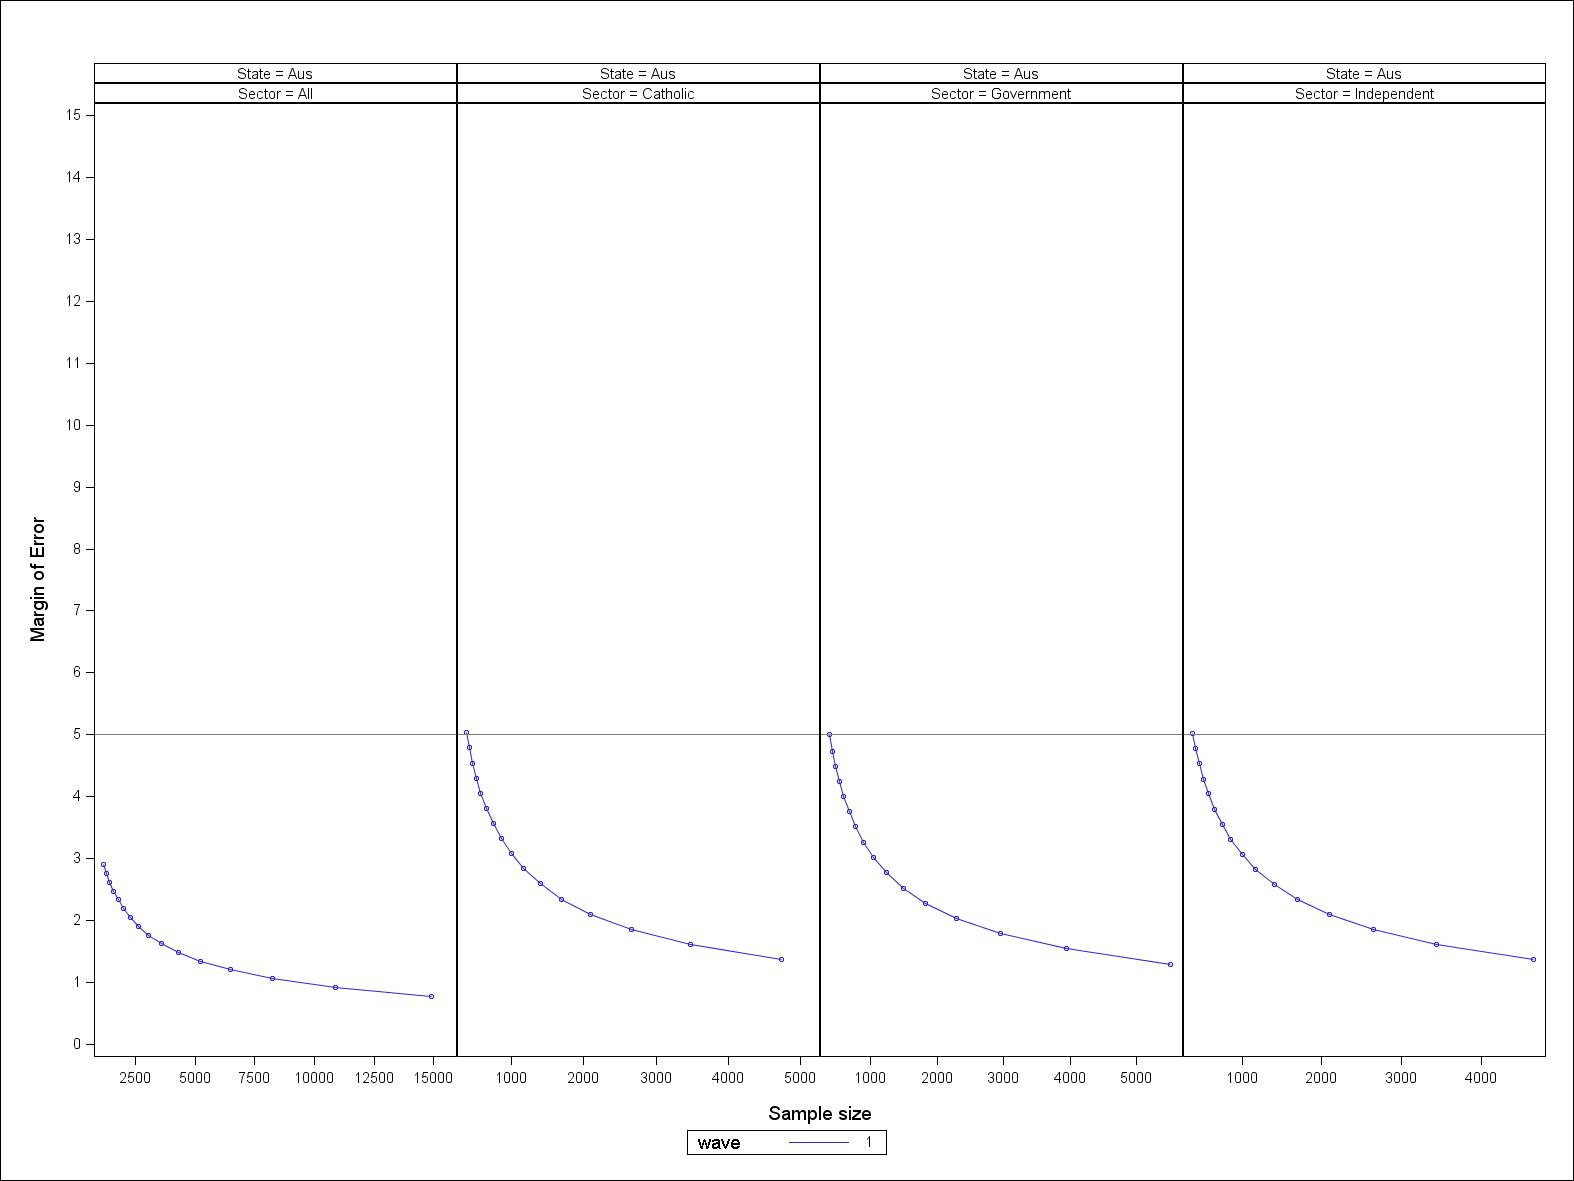 State = Aus State = Aus State = Aus State = Aus
Sector = All Sector = Catholic Sector = Government Sector = Independent
15
14
13
12
11
10
9
8
7
6
5
4
3
2
1
0
Margin of Error
2500 5000 7500 10000 12500 15000 1000 2000 3000 4000 5000 1000 2000 3000 4000 5000 1000 2000 3000 4000
Sample size
wave 1